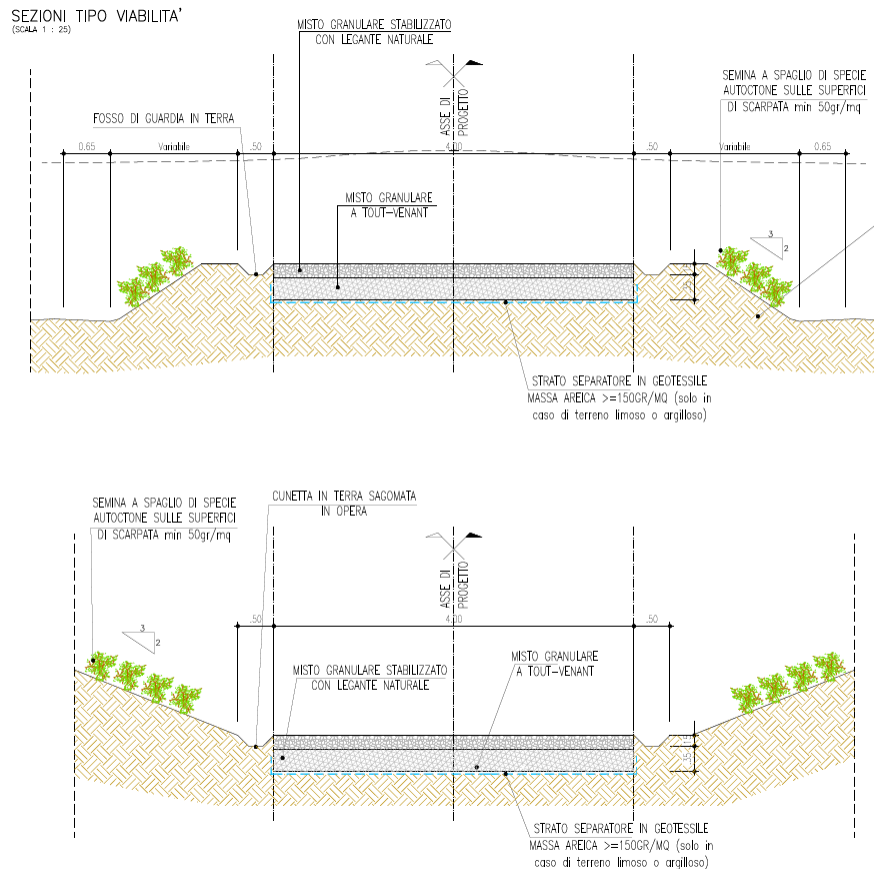 SEZIONI TIPO VIABILITA'
(SCALA 1 : 25)
MISTO GRANULARE STABILIZZATO
CON LEGANTE NATURALE
SEMINA A SPAGLIO DI SPECIE
AUTOCTONE SULLE SUPERFICI
DI SCARPATA min 50gr/mq
FOSSO DI GUARDIA IN TERRA
ASSE DI
PROGETTO
0.65
Variabile
.50
4.00
.50
Variabile
0.65
MISTO GRANULARE
A TOUT-VENANT
3
2
.15
.35
STRATO SEPARATORE IN GEOTESSILE
MASSA AREICA >=150GR/MQ (solo in
caso di terreno limoso o argilloso)
SEMINA A SPAGLIO DI SPECIE
AUTOCTONE SULLE SUPERFICI
DI SCARPATA min 50gr/mq
CUNETTA IN TERRA SAGOMATA
IN OPERA
ASSE DI
PROGETTO
.50
4.00
.50
3
2
MISTO GRANULARE STABILIZZATO
CON LEGANTE NATURALE
MISTO GRANULARE
A TOUT-VENANT
.15
.35
STRATO SEPARATORE IN GEOTESSILE
MASSA AREICA >=150GR/MQ (solo in
caso di terreno limoso o argilloso)